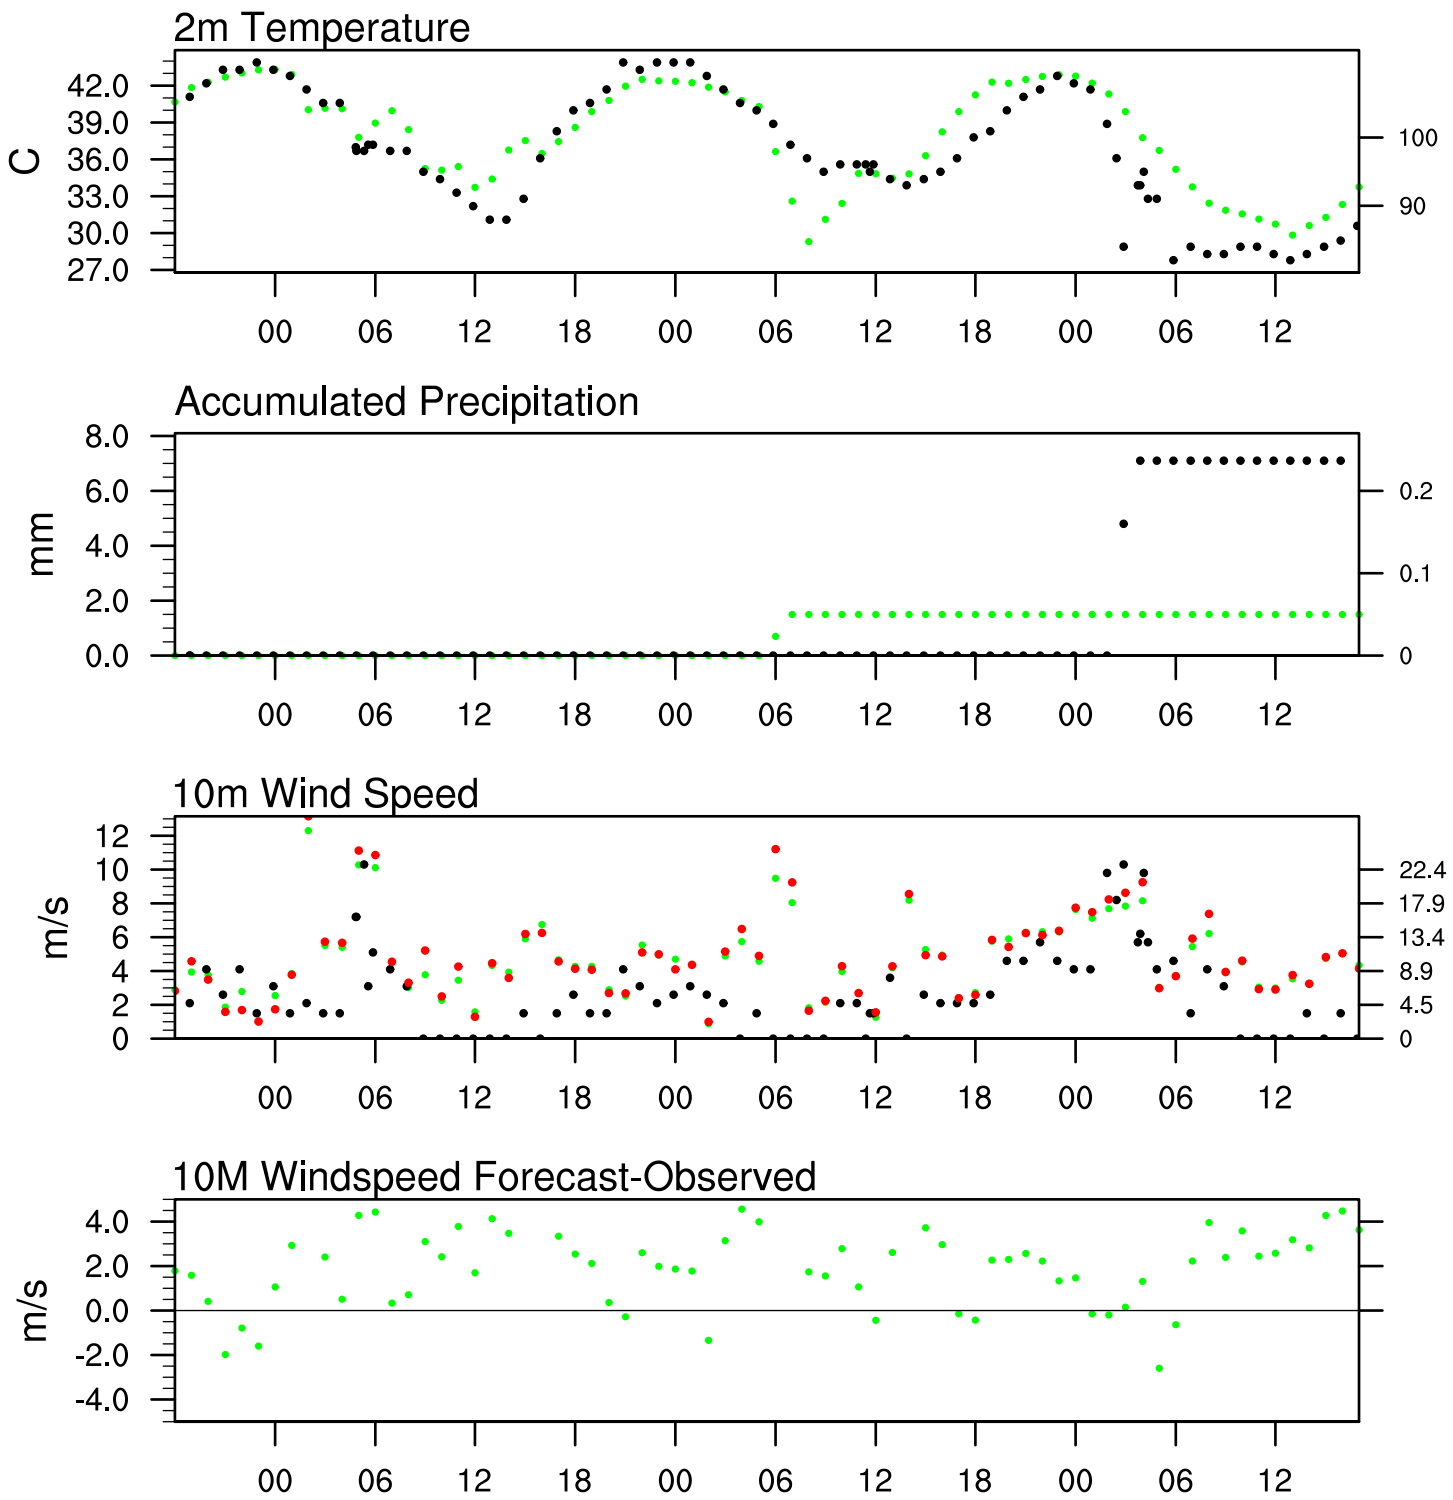 2m Temperature
42.0
39.0
36.0
33.0
30.0
27.0
C
100
90
00 06 12 18 00 06 12 18 00 06 12
Accumulated Precipitation
8.0
6.0
4.0
2.0
0.0
mm
0.2
0.1
0
00 06 12 18 00 06 12 18 00 06 12
10m Wind Speed
12
10
8
6
4
2
0
m/s
22.4
17.9
13.4
8.9
4.5
0
00 06 12 18 00 06 12 18 00 06 12
10M Windspeed Forecast-Observed
4.0
2.0
0.0
-2.0
-4.0
m/s
00 06 12 18 00 06 12 18 00 06 12